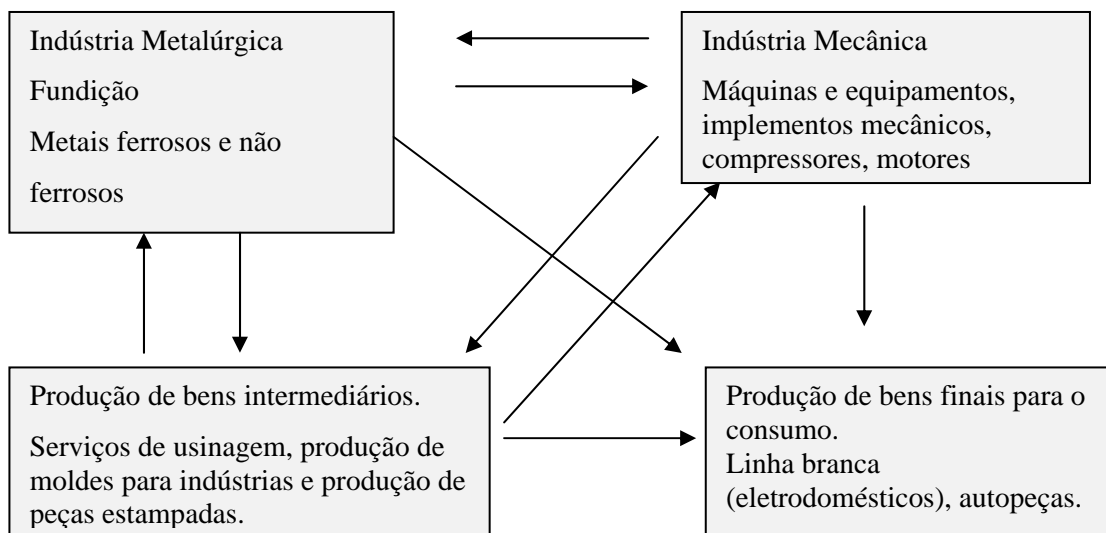 Indústria Metalúrgica
Fundição
Metais ferrosos e não
ferrosos
Indústria Mecânica
Máquinas e equipamentos,
implementos mecânicos,
compressores, motores
Produção de bens intermediários.
Serviços de usinagem, produção de
moldes para indústrias e produção de
peças estampadas.
Produção de bens finais para o
consumo.
Linha branca
(eletrodomésticos), autopeças.